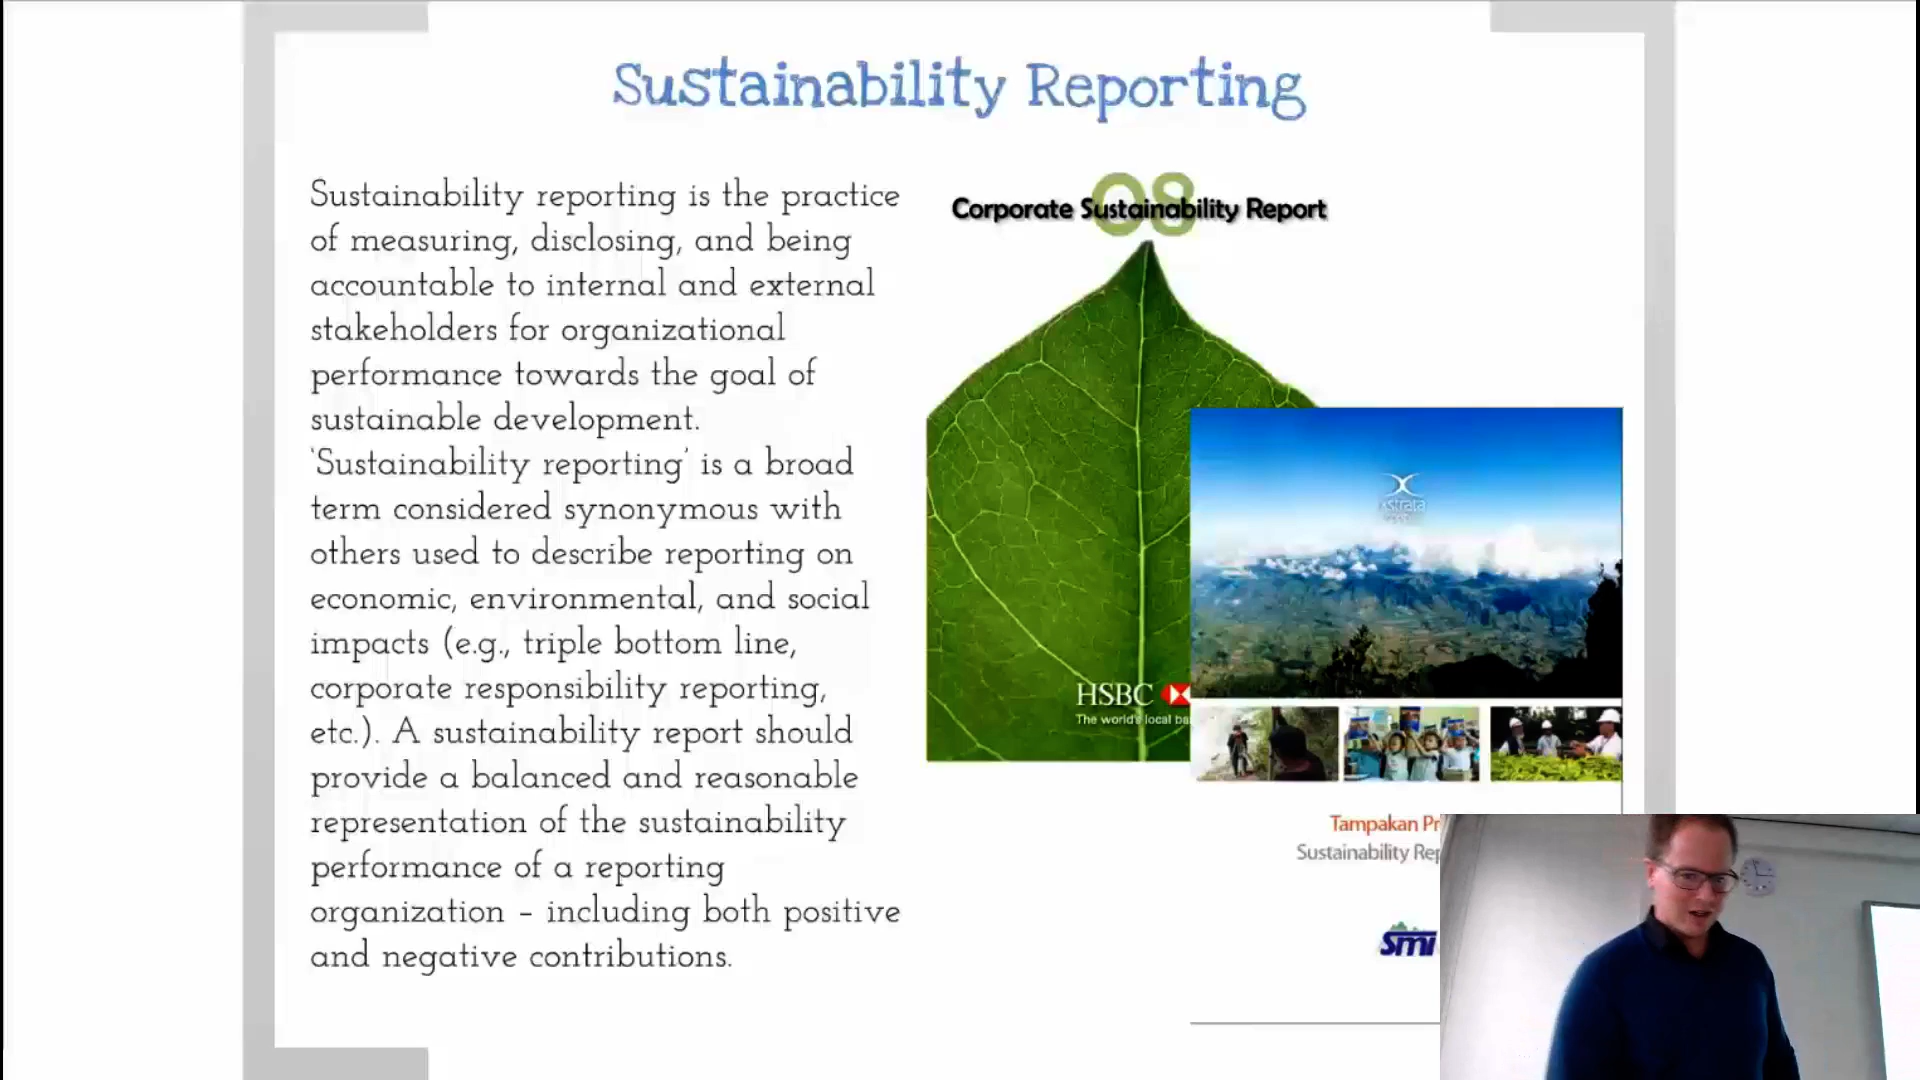 Sustainability Reporting
Sustainability reporting is the practice
of measuring, disclosing, and being
accountable to internal and external
stakeholders for organizational
performance towards the goal of
sustainable development.
‘Sustainability reporting’ is a broad
term considered synonymous with
others used to describe reporting on
economic, environmental, and social
impacts (e.g., triple bottom line,
corporate responsibility reporting,
etc.). A sustainability report should
provide a balanced and reasonable
representation of the sustainability
performance of a reporting
organization – including both positive
and negative contributions.
08
Corporate Sustainability Report
HSBC
The world's local ba
xstrata
Tampakan Pr
Sustainability Rep
smi